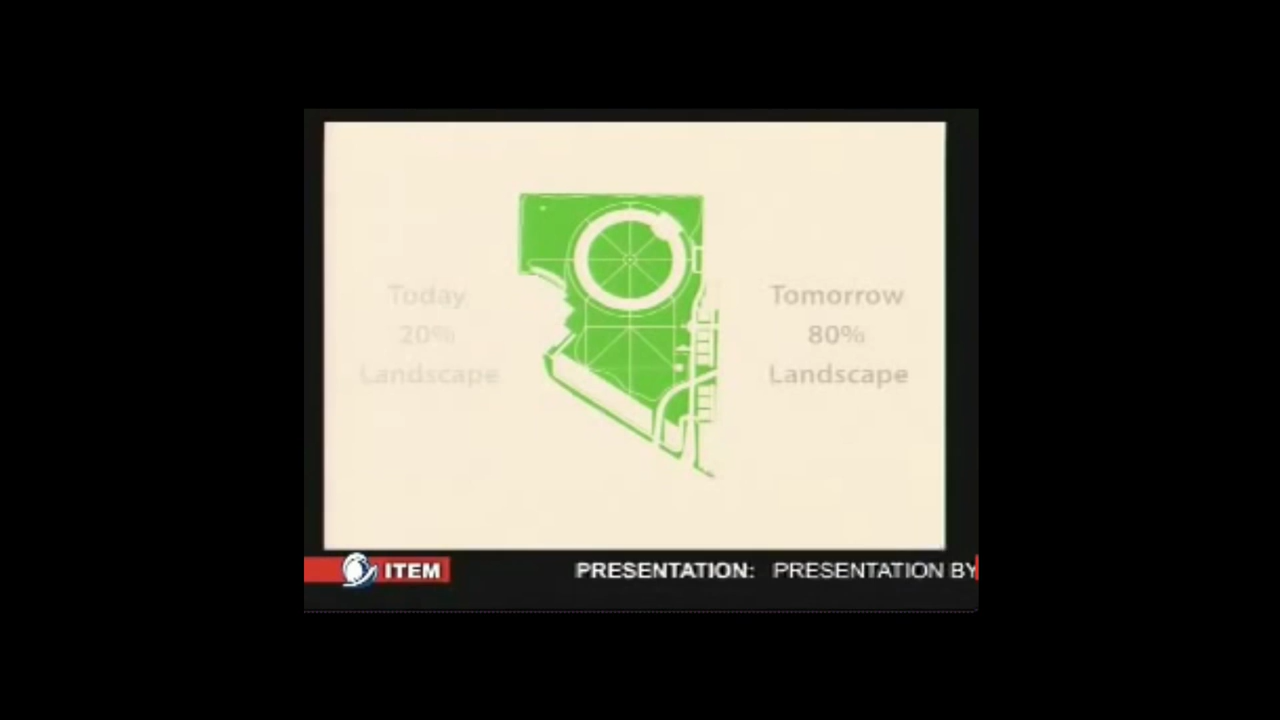 Today
20%
Landscape
Tomorrow
80%
Landscape
ITEM
PRESENTATION: PRESENTATION BY